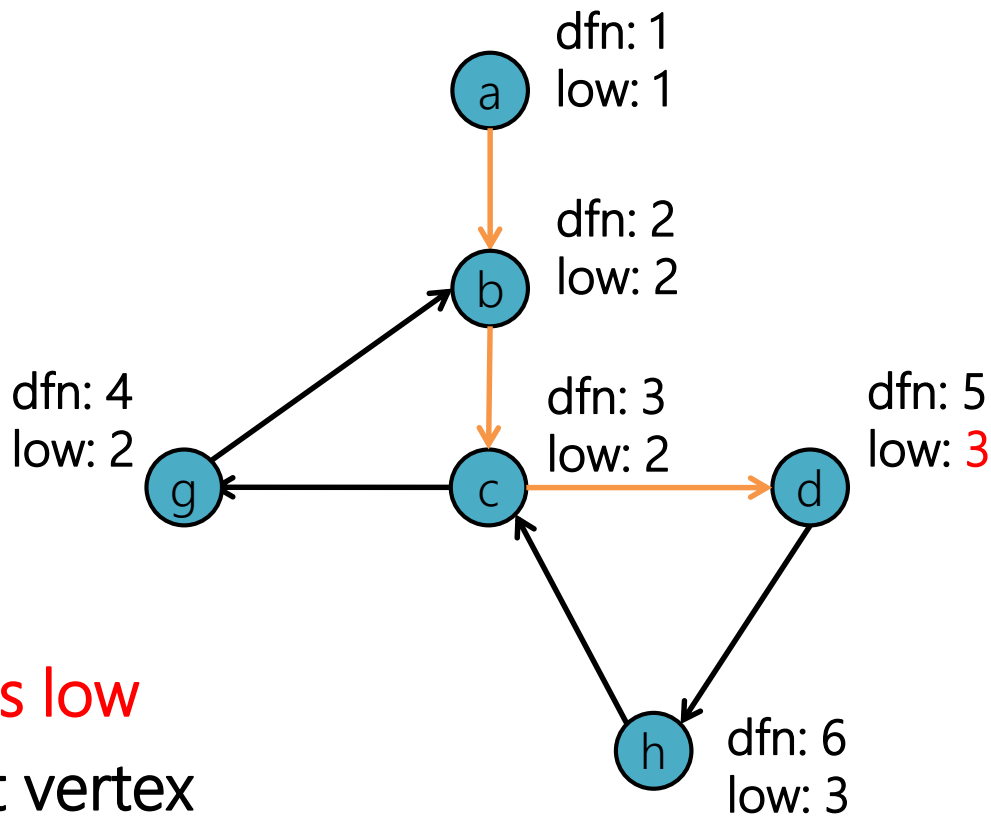 dfn: 1
low: 1
a
dfn: 2
low: 2
b
dfn: 4
low: 2
dfn: 3
low: 2
dfn: 5
low: 3
g
c
d
s low
h
dfn: 6
low: 3
vertex